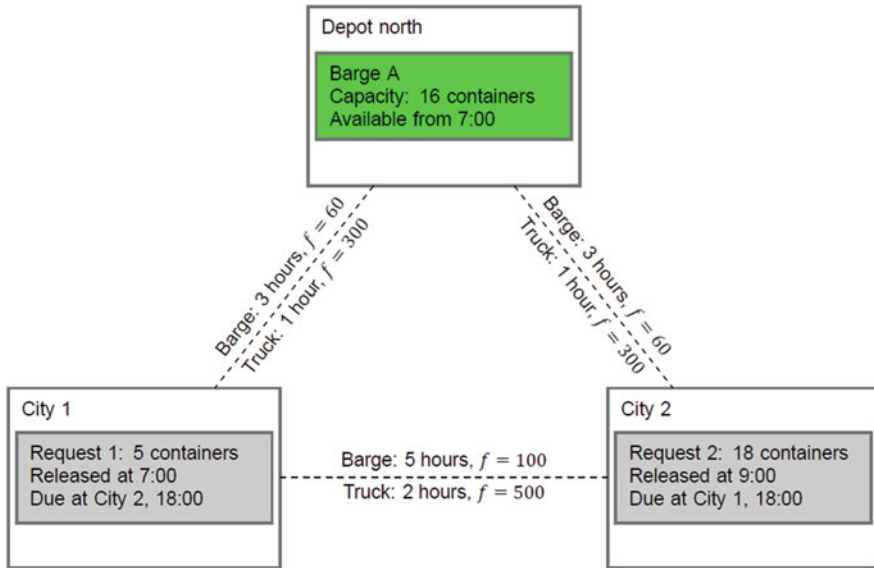 Depot north
Barge A
Capacity: 16 containers
Available from 7:00
Barge: 3 hours, f = 60
Truck: 1 hour, f = 300
Barge: 3 hours, f = 60
Truck: 1 hour, f = 300
City 1
Request 1: 5 containers
Released at 7:00
Due at City 2, 18:00
Barge: 5 hours, f = 100
Truck: 2 hours, f = 500
City 2
Request 2: 18 containers
Released at 9:00
Due at City 1, 18:00